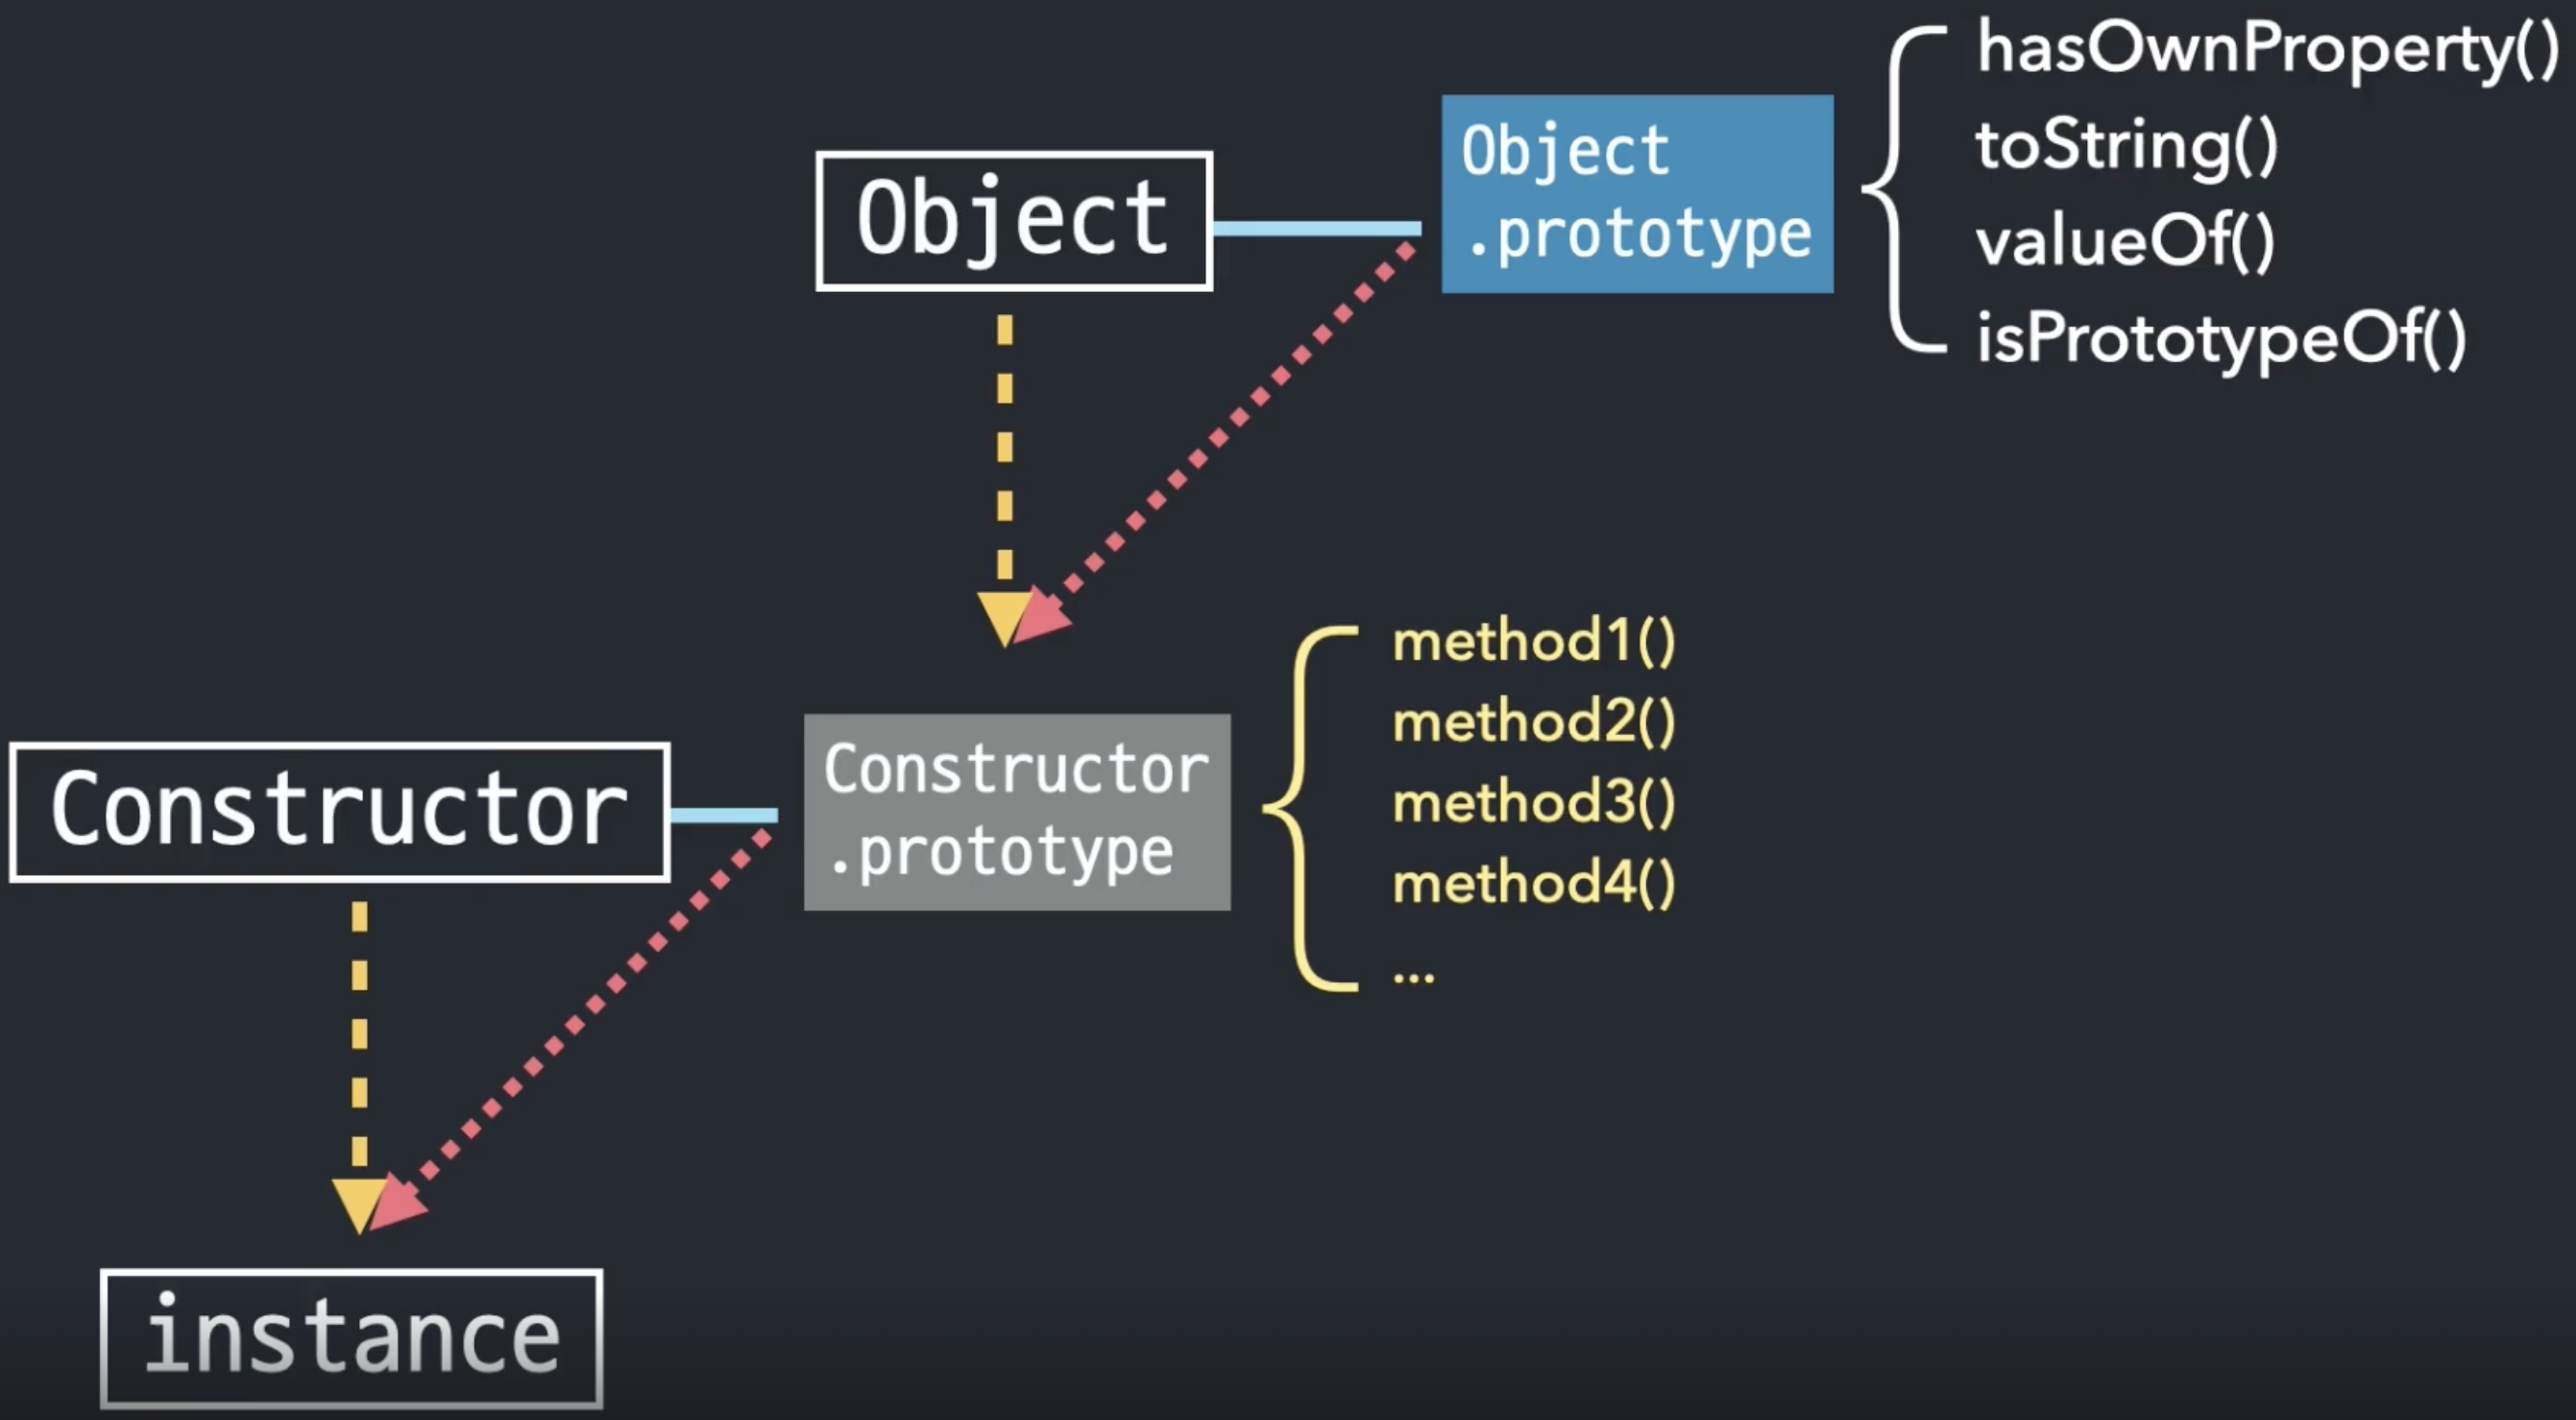 Object
Object
.prototype
hasOwnProperty()
toString()
valueOf()
isPrototypeOf()
Constructor
Constructor
.prototype
method1()
method2()
method3()
method4()
...
instance